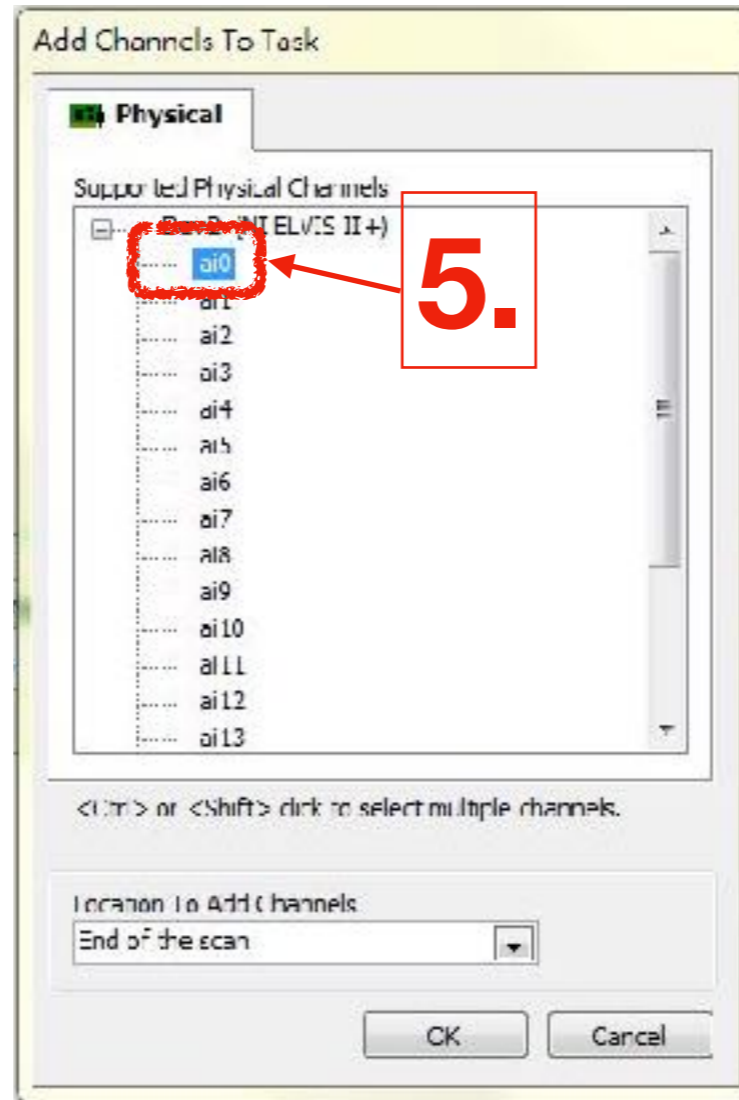 Add Channels To Task
Physical
Supported Physical Channels
(NI ELVIS II+)
ai0
ai1
ai2
ai3
ai4
ai5
ai6
ai7
ai8
ai9
ai10
ai11
ai12
ai13
5.
<Ctrl> or <Shift> click to select multiple channels.
Location To Add Channels
End of the scan
OK
Cancel